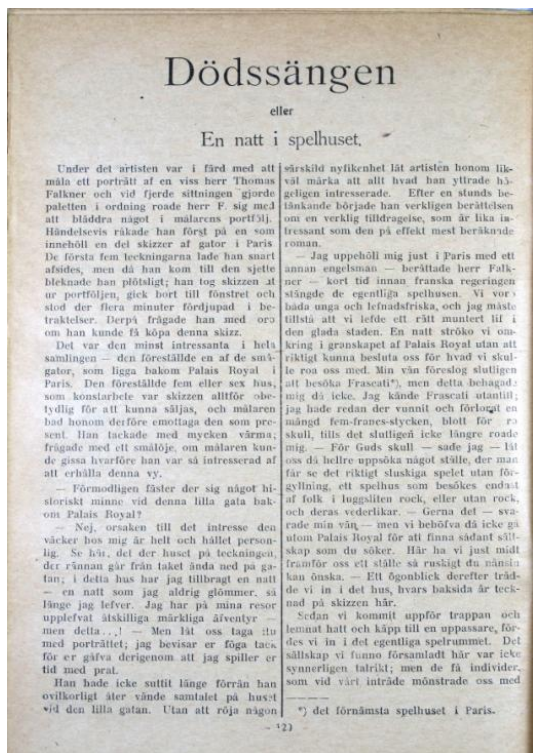 Dödssängen
eller
En natt i spelhuset.
Under det artisten var i färd med att
måla ett porträtt af en viss herr Thomas
Falkner och vid fjerde sittningen gjorde
paletten i ordning roade herr F. sig med
att bläddra något i målarens portfölj.
Händelsevis råkade han först på en som
innehöll en del skizzer af gator i Paris
De första fem teckningarna lade han snart
afsides, men då han kom till den sjette
bleknade han plötsligt; han tog skizzen at
ur portföljen, gick bort till fönstret och
stod der flera minuter fördjupad i be-
traktelser. Derpå frågade han med oro
om han kunde få köpa denna skizz.
Det var den minst intressanta i hela
samlingen — den föreställde en af de små-
gator, som ligga bakom Palais Royal i
Paris. Den föreställde fem eller sex hus,
som konstarbete var skizzen alltför obe-
tydlig för att kunna säljas, och målaren
bad honom derföre emottaga den som pre-
sent. Han tackade med mycken värma;
frågade med ett smålöje, om målaren kun-
de gissa hvarföre han var så intresserad af
att erhålla denna vy.
— Förmodligen fäster der sig något hi-
storiskt minne vid denna lilla gata bak-
om Palais Royal?
— Nej, orsaken till det intresse den
väcker hos mig är helt och hållet person-
lig. Se här, det der huset på teckningen,
der rännan går från taket ända ned på ga-
tan; i detta hus har jag tillbragt en natt
— en natt som jag aldrig glömmer, så
länge jag lefver. Jag har på mina resor
upplefvat åtskilliga märkliga äfventyr —
men detta...! — Men låt oss taga itu
med porträttet; jag bevisar er föga tack
för er gåfva derigenom att jag spiller er
tid med prat.
Han hade icke suttit länge förrän han
ovilkorligt åter vände samtalet på huset
vid den lilla gatan. Utan att röja någon
särskild nyfikenhet lät artisten honom lik-
väl märka att allt hvad han yttrade hö-
geligen intresserade. Efter en stunds be-
tänkande började han verkligen berättelsen
om en verklig tilldragelse, som är lika in-
tressant som den på effekt mest beräknade
roman.
— Jag uppehöll mig just i Paris med ett
annan engelsman — berättade herr Falk-
ner — kort tid innan franska regeringen
stängde de egentliga spelhusen. Vi voro
båda unga och lefnadsfriska, och jag måste
tillstå att vi lefde ett rätt muntert lif i
den glada staden. En natt ströko vi om-
kring i granskapet af Palais Royal utan att
riktigt kunna besluta oss för hvad vi skul-
le roa oss med. Min vän föreslog slutligen
att besöka Frascati*), men detta behagade
mig då icke. Jag kände Frascati utantill;
jag hade redan der vunnit och förlorat en
mängd fem-francs-stycken, blott för ro
skull, tills det slutligen icke längre roade
mig. — För Guds skull — sade jag — låt
oss då hellre uppsöka något ställe, der man
får se det riktigt sluskiga spelet utan för-
gyllning, ett spelhus som besökes endast
af folk i luggsliten rock, eller utan rock,
och deras vederlikar. — Gerna det — sva-
rade min vän, — men vi behöfva då icke gå
utom Palais Royal för att finna sådant säll-
skap som du söker. Här ha vi just midt
framför oss ett ställe så ruskigt du nånsin
kan önska. — Ett ögonblick derefter trädde
vi in i det hus, hvars baksida är teck-
nad på skizzen här.
Sedan vi kommit uppför trappan och
lemnat hatt och käpp till en uppassare, för-
des vi in i det egentliga spelrummet. Det
sällskap vi funno församladt här var icke
synnerligen talrikt; men de få individer,
som vid vårt inträde mönstrade oss med
*) det förnämsta spelhuset i Paris.
— 123